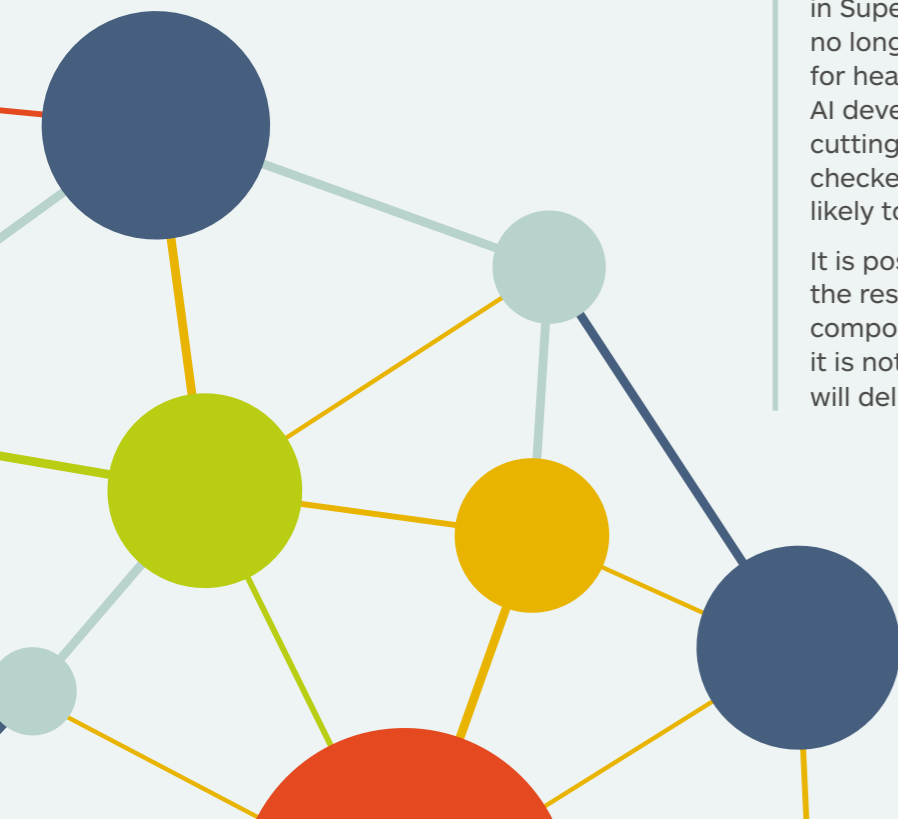 in Supe
no long
for hea
AI deve
cutting
checke
likely to
It is pos
the res
compo
it is not
will del